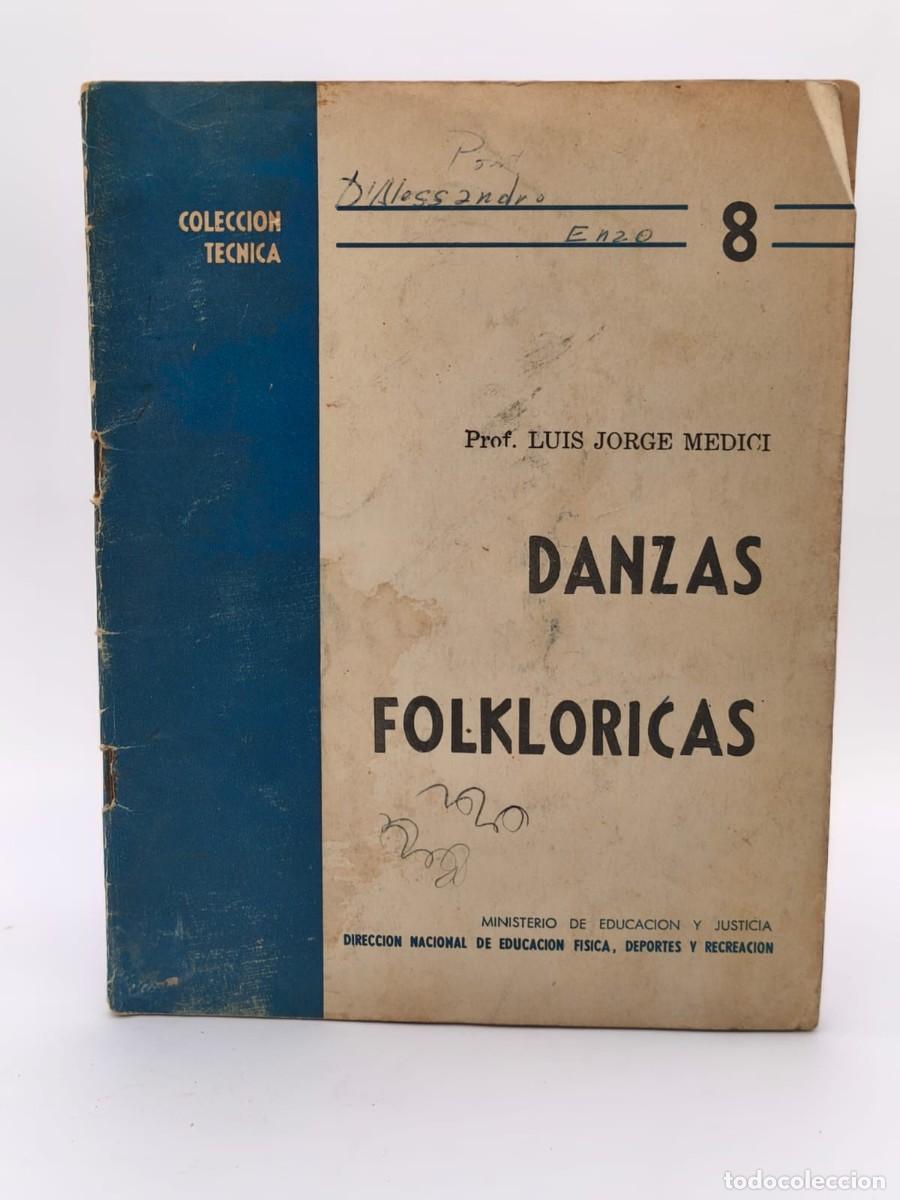 COLECCION
TECNICA
D'Alessandro
Enzo
8
Prof. LUIS JORGE MEDICI
DANZAS
FOLKLORICAS
MINISTERIO DE EDUCACION Y JUSTICIA
DIRECCION NACIONAL DE EDUCACION FISICA, DEPORTES Y RECREACION
todocoleccion.net